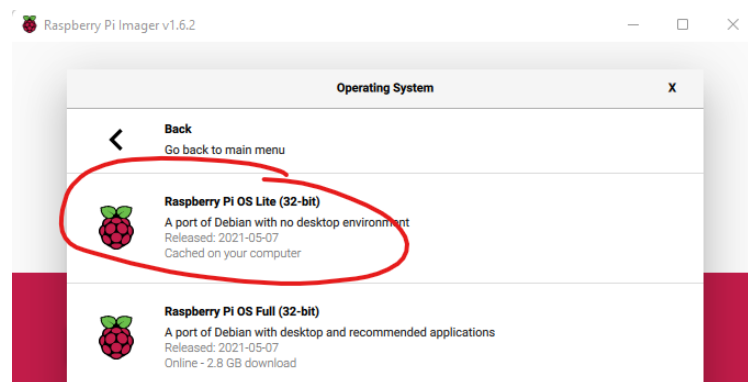 Raspberry Pi Imager v1.6.2
Operating System
X
Back
Go back to main menu
Raspberry Pi OS Lite (32-bit)
A port of Debian with no desktop environment
Released: 2021-05-07
Cached on your computer
Raspberry Pi OS Full (32-bit)
A port of Debian with desktop and recommended applications
Released: 2021-05-07
Online - 2.8 GB download